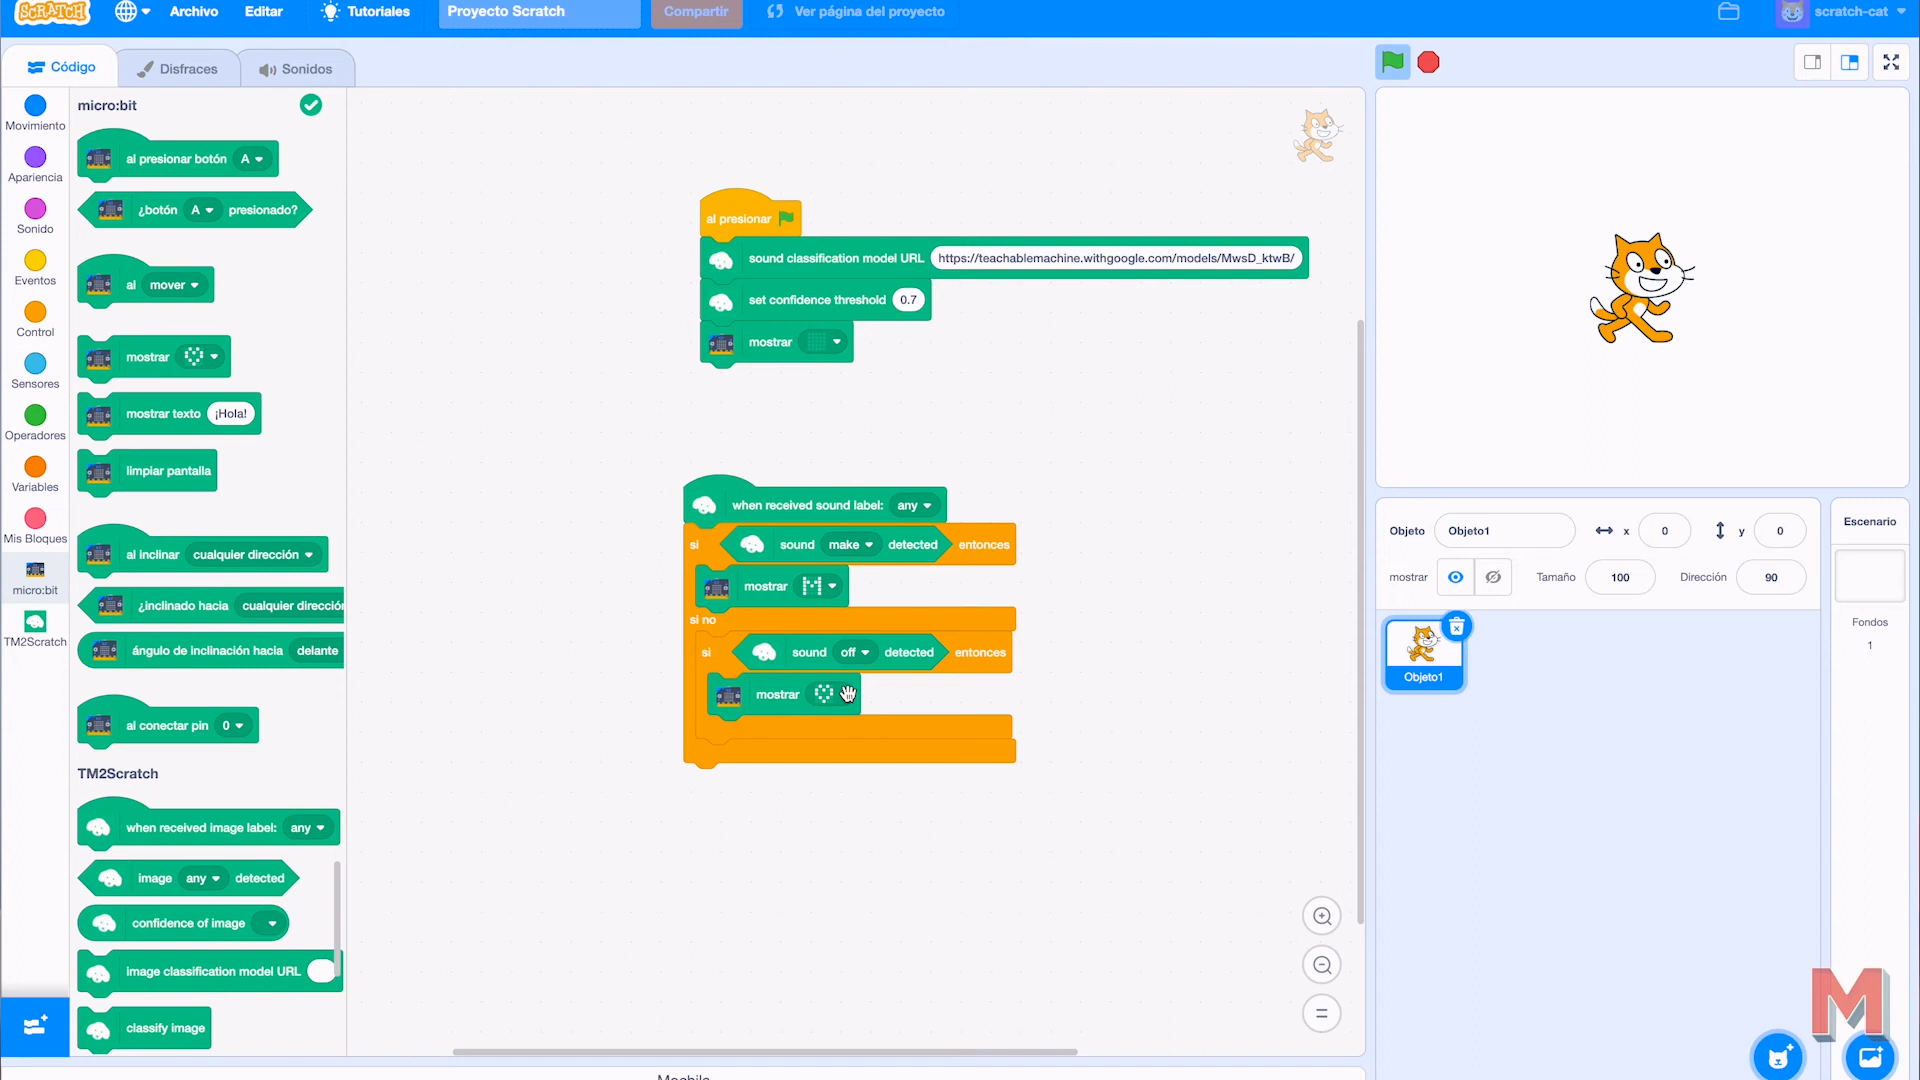 SCRATCH
Archivo
Editar
Tutoriales
Proyecto Scratch
Compartir
Ver página del proyecto
scratch-cat
Código
Disfraces
Sonidos
Movimiento
Apariencia
Sonido
Eventos
Control
Sensores
Operadores
Variables
Mis Bloques
micro:bit
TM2Scratch
micro:bit
al presionar botón A
¿botón A presionado?
al mover
mostrar
mostrar texto ¡Hola!
limpiar pantalla
al inclinar cualquier dirección
¿inclinado hacia cualquier direcció
ángulo de inclinación hacia delante
al conectar pin 0
TM2Scratch
when received image label: any
image any detected
confidence of image
image classification model URL
classify image
al presionar
sound classification model URL https://teachablemachine.withgoogle.com/models/MwsD_ktwB/
set confidence threshold 0.7
mostrar
when received sound label: any
si sound make detected entonces
mostrar
si no
si sound off detected entonces
mostrar
Objeto Objeto1 x 0 y 0
mostrar Tamaño 100 Dirección 90
Objeto1
Escenario
Fondos
1
M
Mochila